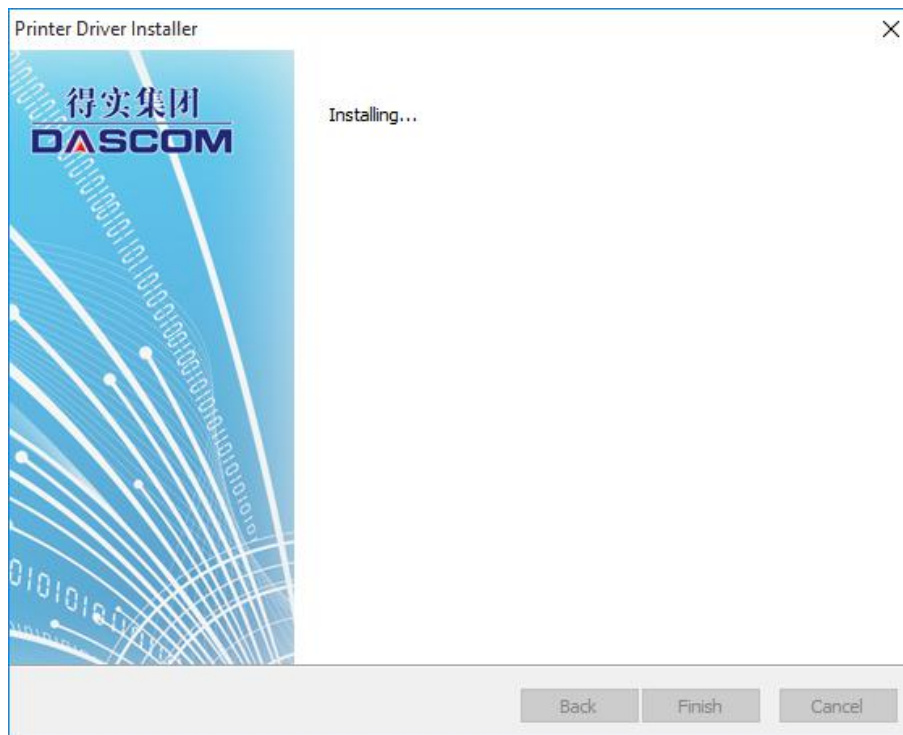 Printer Driver Installer
得实集团
DASCOM
Installing...
Back
Finish
Cancel